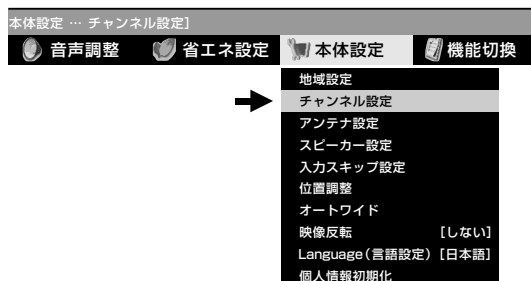 本体設定 … チャンネル設定]
音声調整 省エネ設定 本体設定 機能切換
地域設定
チャンネル設定
アンテナ設定
スピーカー設定
入力スキップ設定
位置調整
オートワイド
映像反転 [しない]
Language(言語設定) [日本語]
個人情報初期化